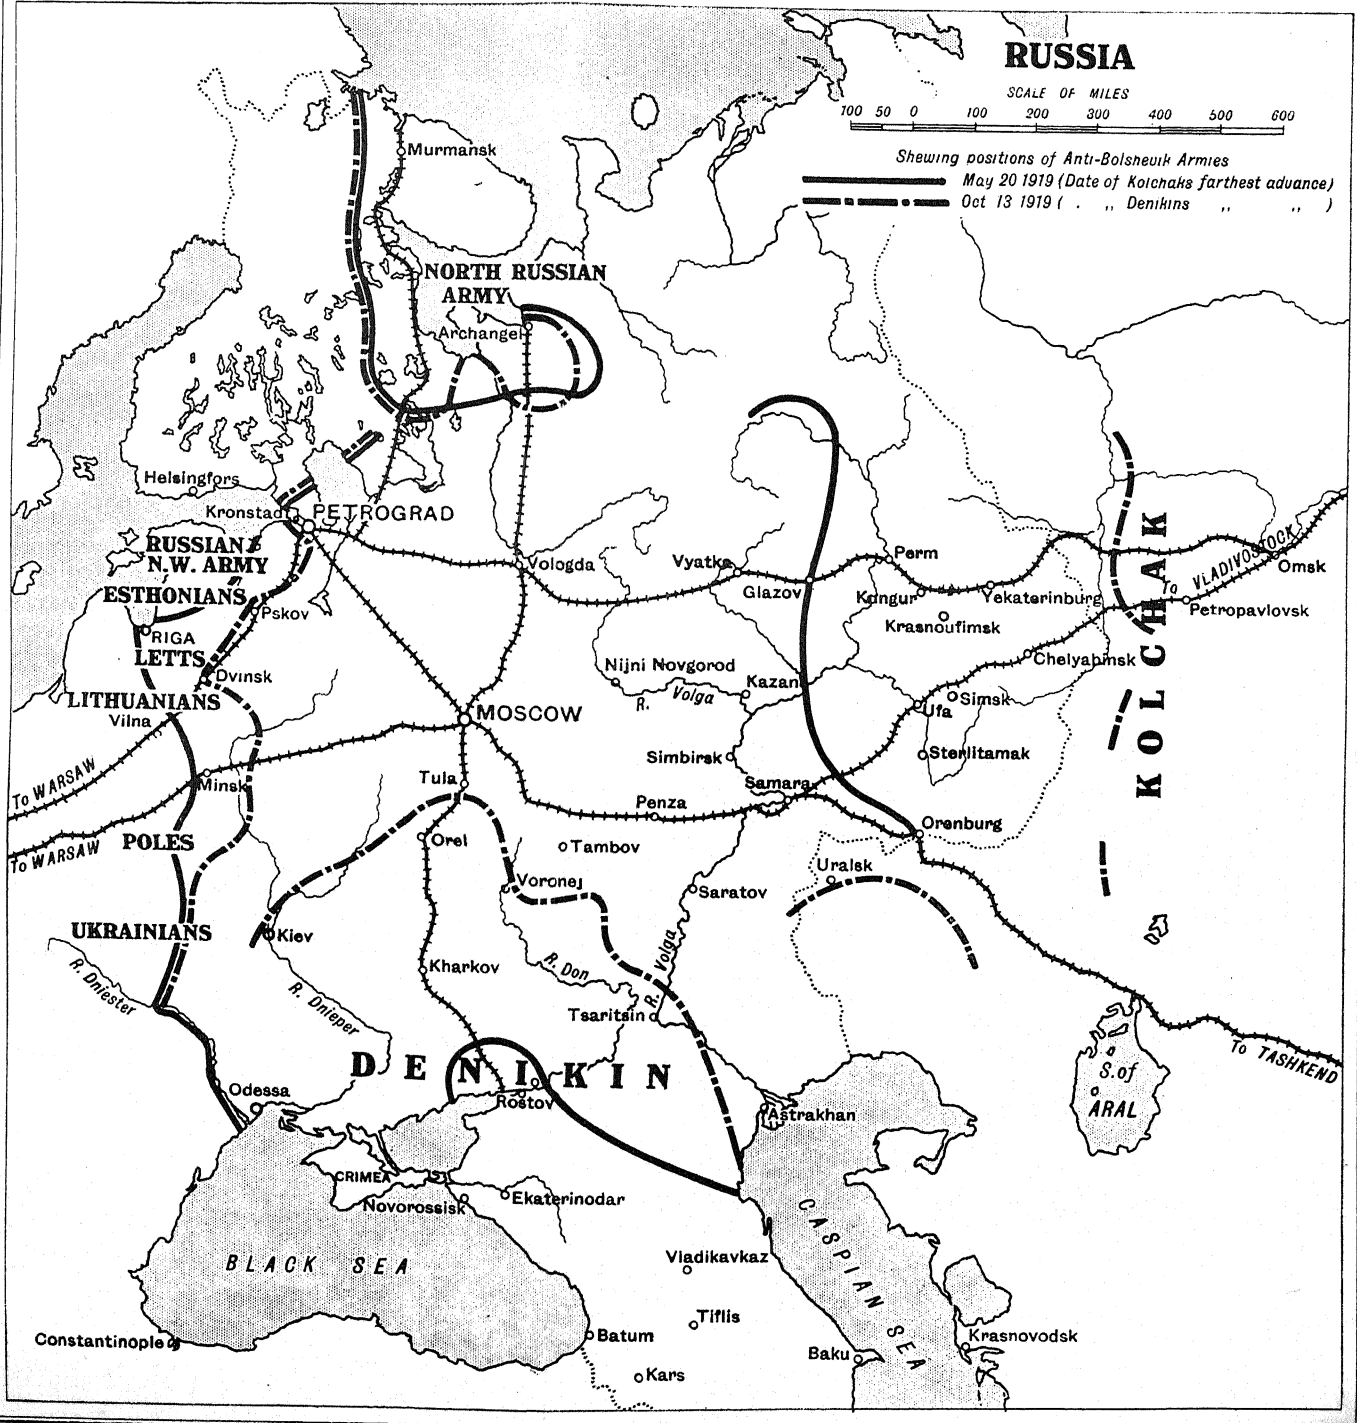 RUSSIA
SCALE OF MILES
100 50 0 100 200 300 400 500 600
Shewing positions of Anti-Bolshevik Armies
May 20 1919 (Date of Kolchaks farthest advance)
Oct 13 1919 ( . „ Denikins „ „ )
Murmansk
NORTH RUSSIAN
ARMY
Archangel
Helsingfors
Kronstadt
PETROGRAD
RUSSIAN
N.W. ARMY
ESTHONIANS
Pskov
RIGA
LETTS
Dvinsk
LITHUANIANS
Vilna
To WARSAW
Minsk
To WARSAW
POLES
UKRAINIANS
Vologda
Vyatka
Glazov
Perm
Kungur
Yekaterinburg
Krasnoufimsk
To VLADIVOSTOCK
Omsk
Petropavlovsk
Chelyabinsk
KOLCHAK
Nijni Novgorod
R. Volga
Kazan
Simsk
Ufa
Sterlitamak
MOSCOW
Simbirsk
Samara
Tula
Penza
Orenburg
Orel
Tambov
Uralsk
Voronej
Saratov
Kiev
Kharkov
R. Don
R. Volga
R. Dniester
R. Dnieper
Tsaritsin
DENIKIN
To TASHKEND
S. of
ARAL
Odessa
Rostov
Astrakhan
CRIMEA
Novorossisk
Ekaterinodar
BLACK SEA
CASPIAN SEA
Vladikavkaz
Constantinople
Batum
Tiflis
Kars
Baku
Krasnovodsk